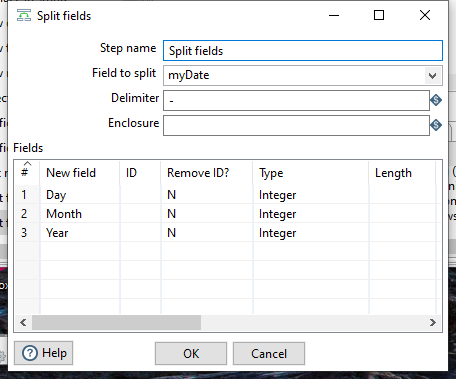 Split fields
Step name Split fields
Field to split myDate
Delimiter -
Enclosure
Fields
# New field ID Remove ID? Type Length
1 Day N Integer
2 Month N Integer
3 Year N Integer
Help OK Cancel